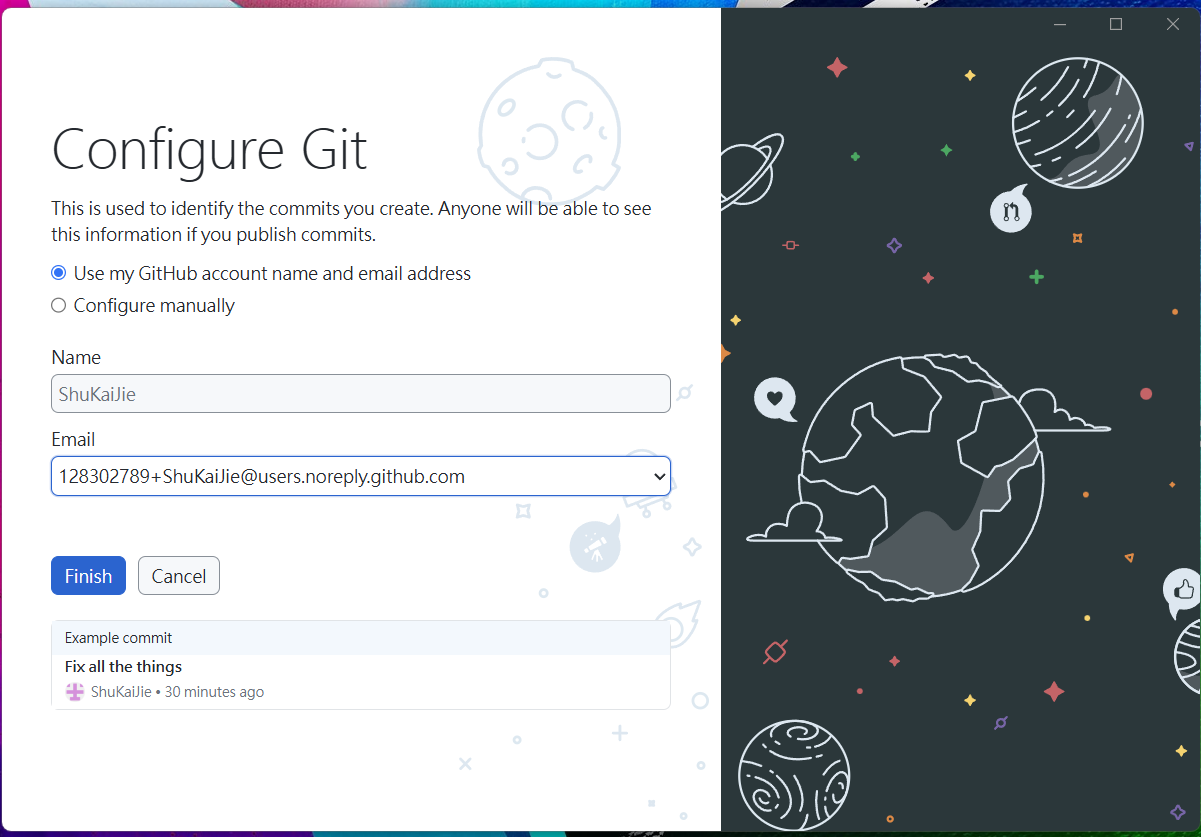 Configure Git
This is used to identify the commits you create. Anyone will be able to see
this information if you publish commits.
Use my GitHub account name and email address
Configure manually
Name
ShuKaiJie
Email
128302789+ShuKaiJie@users.noreply.github.com
Finish
Cancel
Example commit
Fix all the things
ShuKaiJie • 30 minutes ago